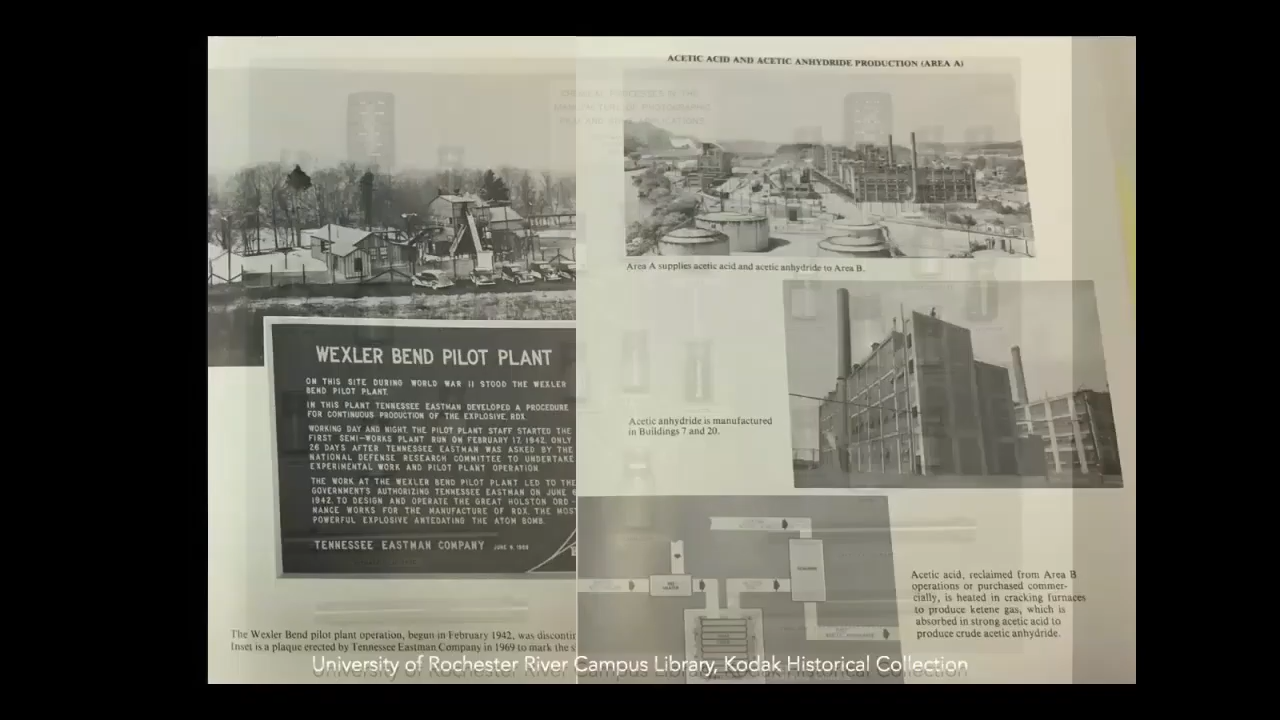 ACETIC ACID AND ACETIC ANHYDRIDE PRODUCTION (AREA A)
CHEMICAL PROCESSES IN THE
Area A supplies acetic acid and acetic anhydride to Area B.
WEXLER BEND PILOT PLANT
ON THIS SITE DURING WORLD WAR II STOOD THE WEXLER
BEND PILOT PLANT.
IN THIS PLANT TENNESSEE EASTMAN DEVELOPED A PROCEDURE
FOR CONTINUOUS PRODUCTION OF THE EXPLOSIVE, RDX.
WORKING DAY AND NIGHT, THE PILOT PLANT STAFF STARTED THE
FIRST SEMI-WORKS PLANT RUN ON FEBRUARY 17, 1942, ONLY
26 DAYS AFTER TENNESSEE EASTMAN WAS ASKED BY THE
NATIONAL DEFENSE RESEARCH COMMITTEE TO UNDERTAKE
EXPERIMENTAL WORK AND PILOT PLANT OPERATION.
THE WORK AT THE WEXLER BEND PILOT PLANT LED TO THE
GOVERNMENT'S AUTHORIZING TENNESSEE EASTMAN ON JUNE 6
1942, TO DESIGN AND OPERATE THE GREAT HOLSTON ORD-
NANCE WORKS FOR THE MANUFACTURE OF RDX, THE MOST
POWERFUL EXPLOSIVE ANTEDATING THE ATOM BOMB.
TENNESSEE EASTMAN COMPANY
Acetic anhydride is manufactured
in Buildings 7 and 20.
Acetic acid, reclaimed from Area B
operations or purchased commer-
cially, is heated in cracking furnaces
to produce ketene gas, which is
absorbed in strong acetic acid to
produce crude acetic anhydride.
The Wexler Bend pilot plant operation, begun in February 1942, was discontin
Inset is a plaque erected by Tennessee Eastman Company in 1969 to mark the s
University of Rochester River Campus Library, Kodak Historical Collection